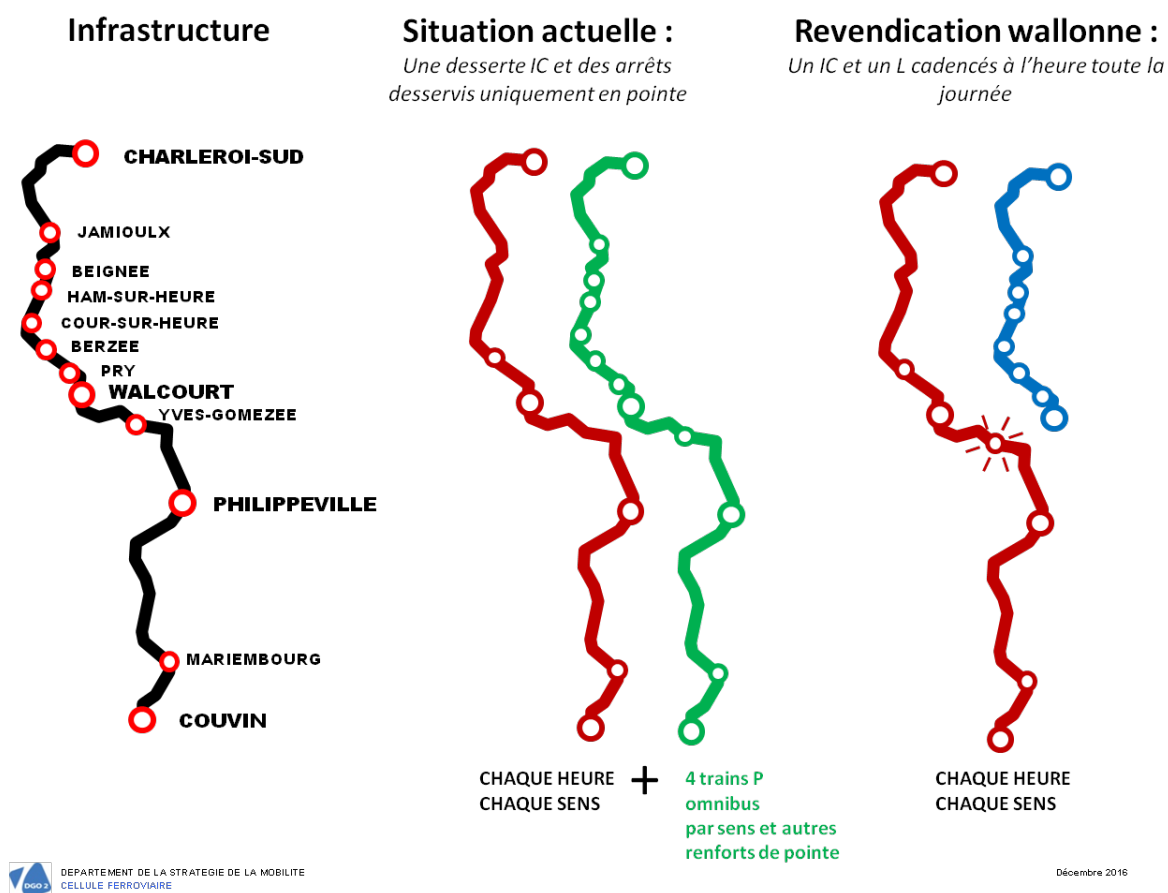 Infrastructure
Situation actuelle :
Une desserte IC et des arrêts
desservis uniquement en pointe
Revendication wallonne :
Un IC et un L cadencés à l'heure toute la
journée
CHARLEROI-SUD
JAMIOULX
BEIGNEE
HAM-SUR-HEURE
COUR-SUR-HEURE
BERZEE
PRY
WALCOURT
YVES-GOMEZEE
PHILIPPEVILLE
MARIEMBOURG
COUVIN
CHAQUE HEURE
CHAQUE SENS
+
4 trains P
omnibus
par sens et autres
renforts de pointe
CHAQUE HEURE
CHAQUE SENS
DGO 2
DEPARTEMENT DE LA STRATEGIE DE LA MOBILITE
CELLULE FERROVIAIRE
Décembre 2016